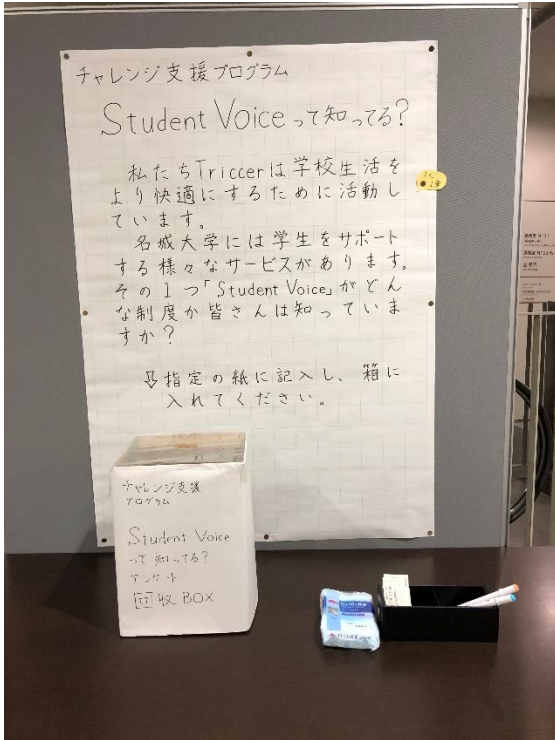 チャレンジ支援プログラム
Student Voiceって知ってる?
私たちTriccerは学校生活を
より快適にするために活動し
ています。
名城大学には学生をサポート
する様々なサービスがあります。
その1つ「Student Voice」がどん
な制度か皆さんは知っていま
すか?
⇩指定の紙に記入し、箱に
入れてください。
チャレンジ支援
プログラム
Student Voice
って知ってる?
アンケート
回収BOX